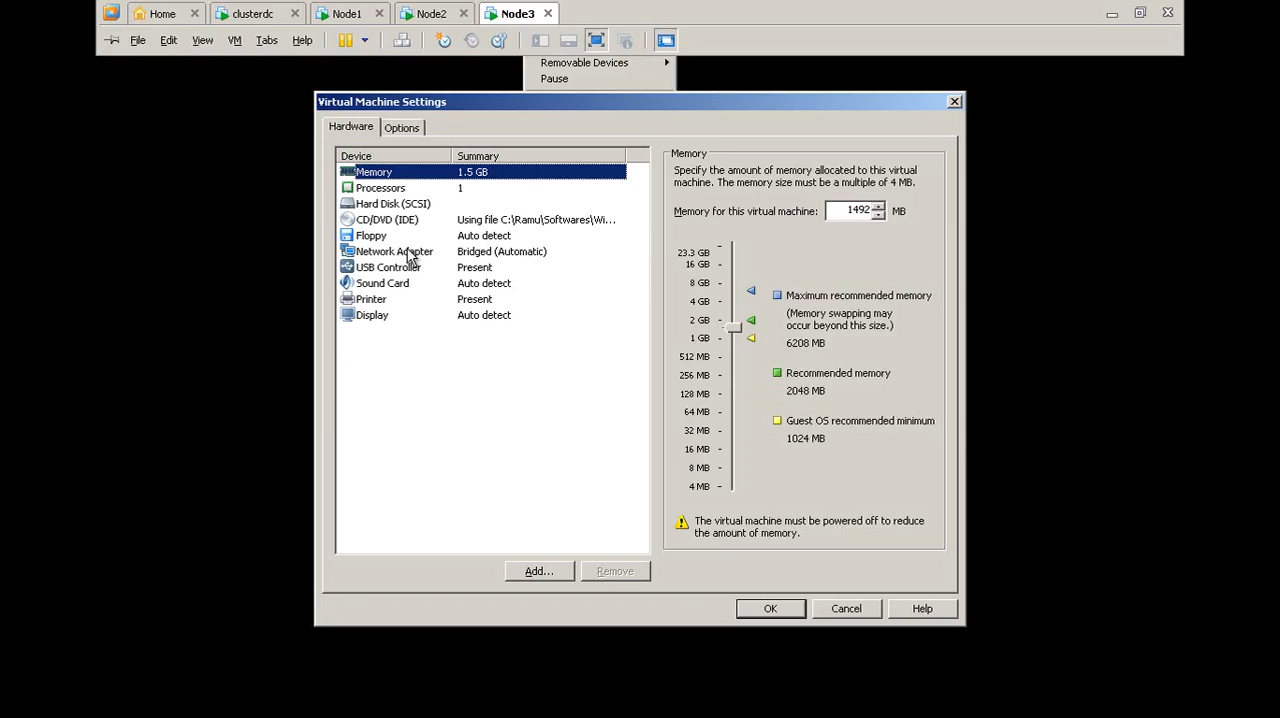 Home clusterdc Node1 Node2 Node3
File Edit View VM Tabs Help
Removable Devices
Pause
Virtual Machine Settings
Hardware Options
Device Summary
Memory 1.5 GB
Processors 1
Hard Disk (SCSI)
CD/DVD (IDE) Using file C:\Ramu\Softwares\Wi...
Floppy Auto detect
Network Adapter Bridged (Automatic)
USB Controller Present
Sound Card Auto detect
Printer Present
Display Auto detect
Add... Remove
Memory
Specify the amount of memory allocated to this virtual
machine. The memory size must be a multiple of 4 MB.
Memory for this virtual machine: 1492 MB
23.3 GB
16 GB
8 GB
4 GB
2 GB
1 GB
512 MB
256 MB
128 MB
64 MB
32 MB
16 MB
8 MB
4 MB
Maximum recommended memory
(Memory swapping may
occur beyond this size.)
6208 MB
Recommended memory
2048 MB
Guest OS recommended minimum
1024 MB
The virtual machine must be powered off to reduce
the amount of memory.
OK Cancel Help